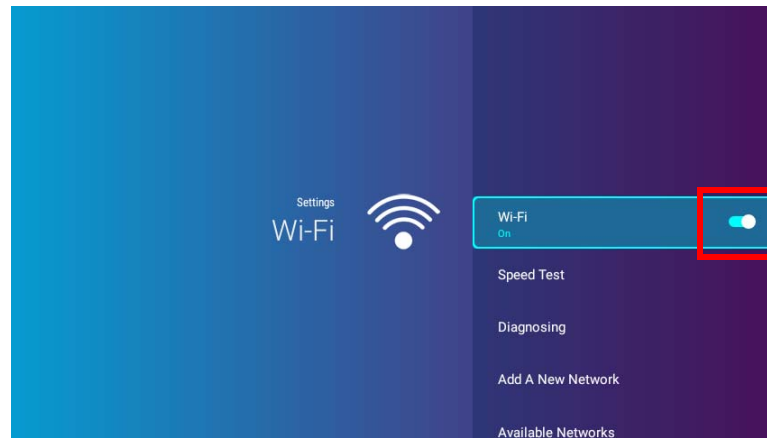 Settings
Wi-Fi
Wi-Fi
On
Speed Test
Diagnosing
Add A New Network
Available Networks